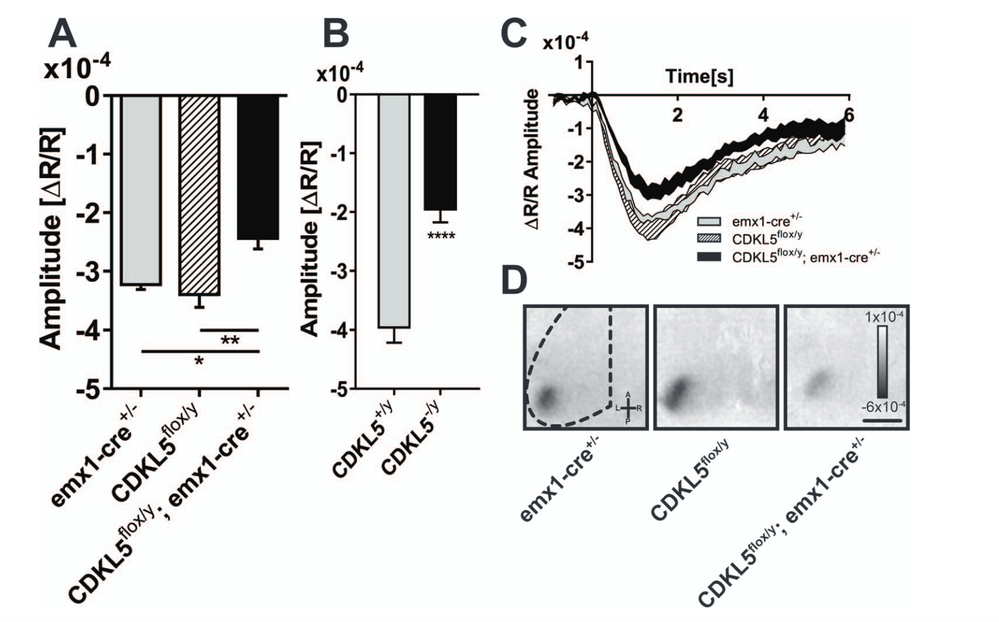 A
x10-4
0
-1
-2
-3
-4
-5
Amplitude [ΔR/R]
**
*
emx1-cre+/-
CDKL5flox/y
CDKL5flox/y; emx1-cre+/-
B
x10-4
0
-1
-2
-3
-4
-5
Amplitude [ΔR/R]
****
CDKL5+/y
CDKL5-/y
C
x10-4
1
Time[s]
2 4 6
-1
-2
-3
-4
-5
ΔR/R Amplitude
emx1-cre+/-
CDKL5flox/y
CDKL5flox/y; emx1-cre+/-
D
A
L R
P
1x10-4
-6x10-4
emx1-cre+/-
CDKL5flox/y
CDKL5flox/y; emx1-cre+/-